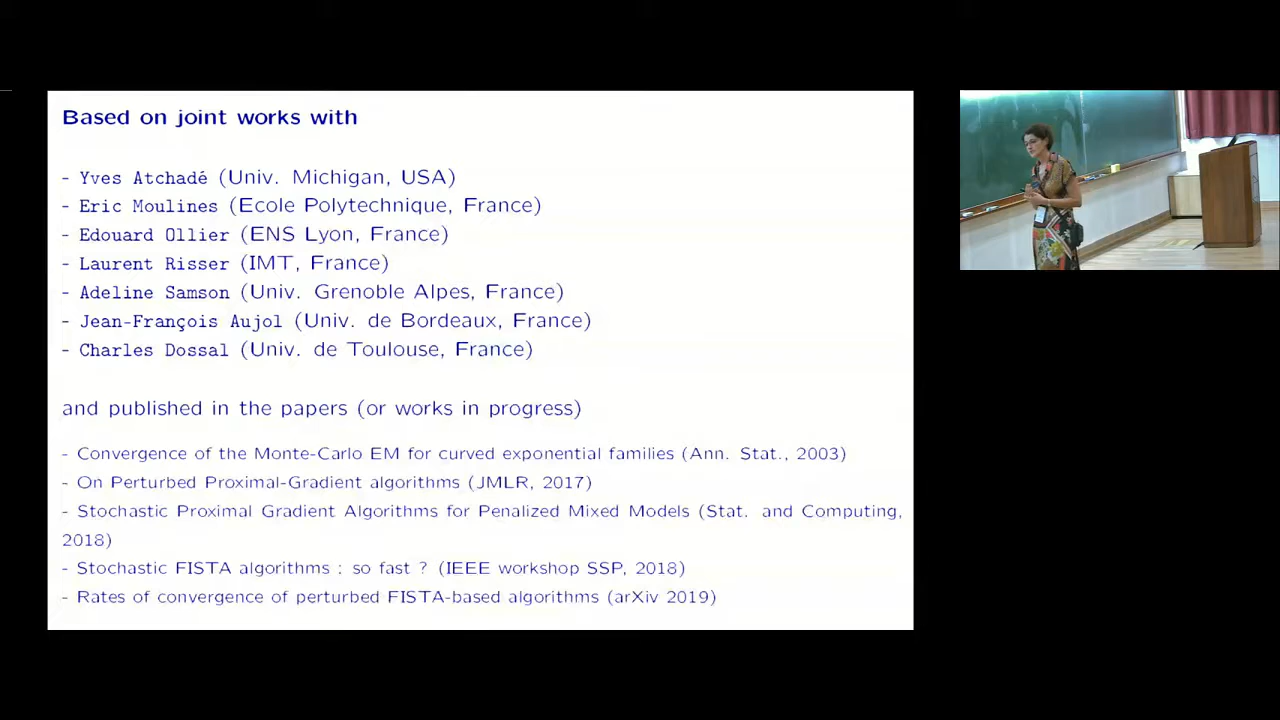 Based on joint works with
- Yves Atchadé (Univ. Michigan, USA)
- Eric Moulines (Ecole Polytechnique, France)
- Edouard Ollier (ENS Lyon, France)
- Laurent Risser (IMT, France)
- Adeline Samson (Univ. Grenoble Alpes, France)
- Jean-François Aujol (Univ. de Bordeaux, France)
- Charles Dossal (Univ. de Toulouse, France)
and published in the papers (or works in progress)
- Convergence of the Monte-Carlo EM for curved exponential families (Ann. Stat., 2003)
- On Perturbed Proximal-Gradient algorithms (JMLR, 2017)
- Stochastic Proximal Gradient Algorithms for Penalized Mixed Models (Stat. and Computing,
2018)
- Stochastic FISTA algorithms : so fast ? (IEEE workshop SSP, 2018)
- Rates of convergence of perturbed FISTA-based algorithms (arXiv 2019)